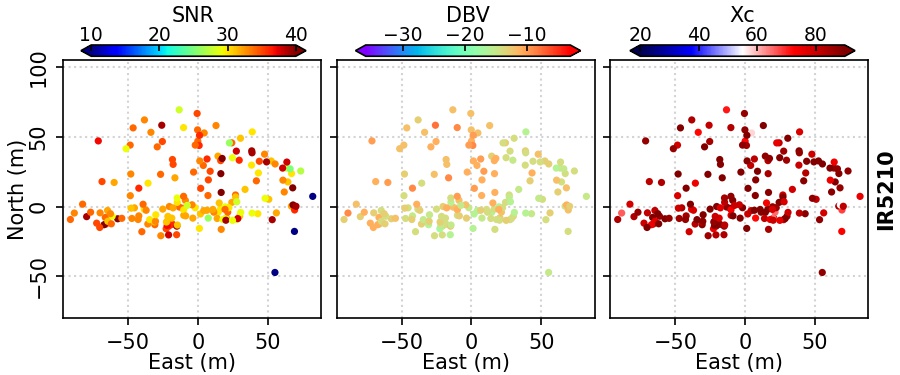 SNR DBV Xc
10 20 30 40 −30 −20 −10 20 40 60 80
100
50
0
−50
North (m)
IR5210
−50 0 50 −50 0 50 −50 0 50
East (m) East (m) East (m)